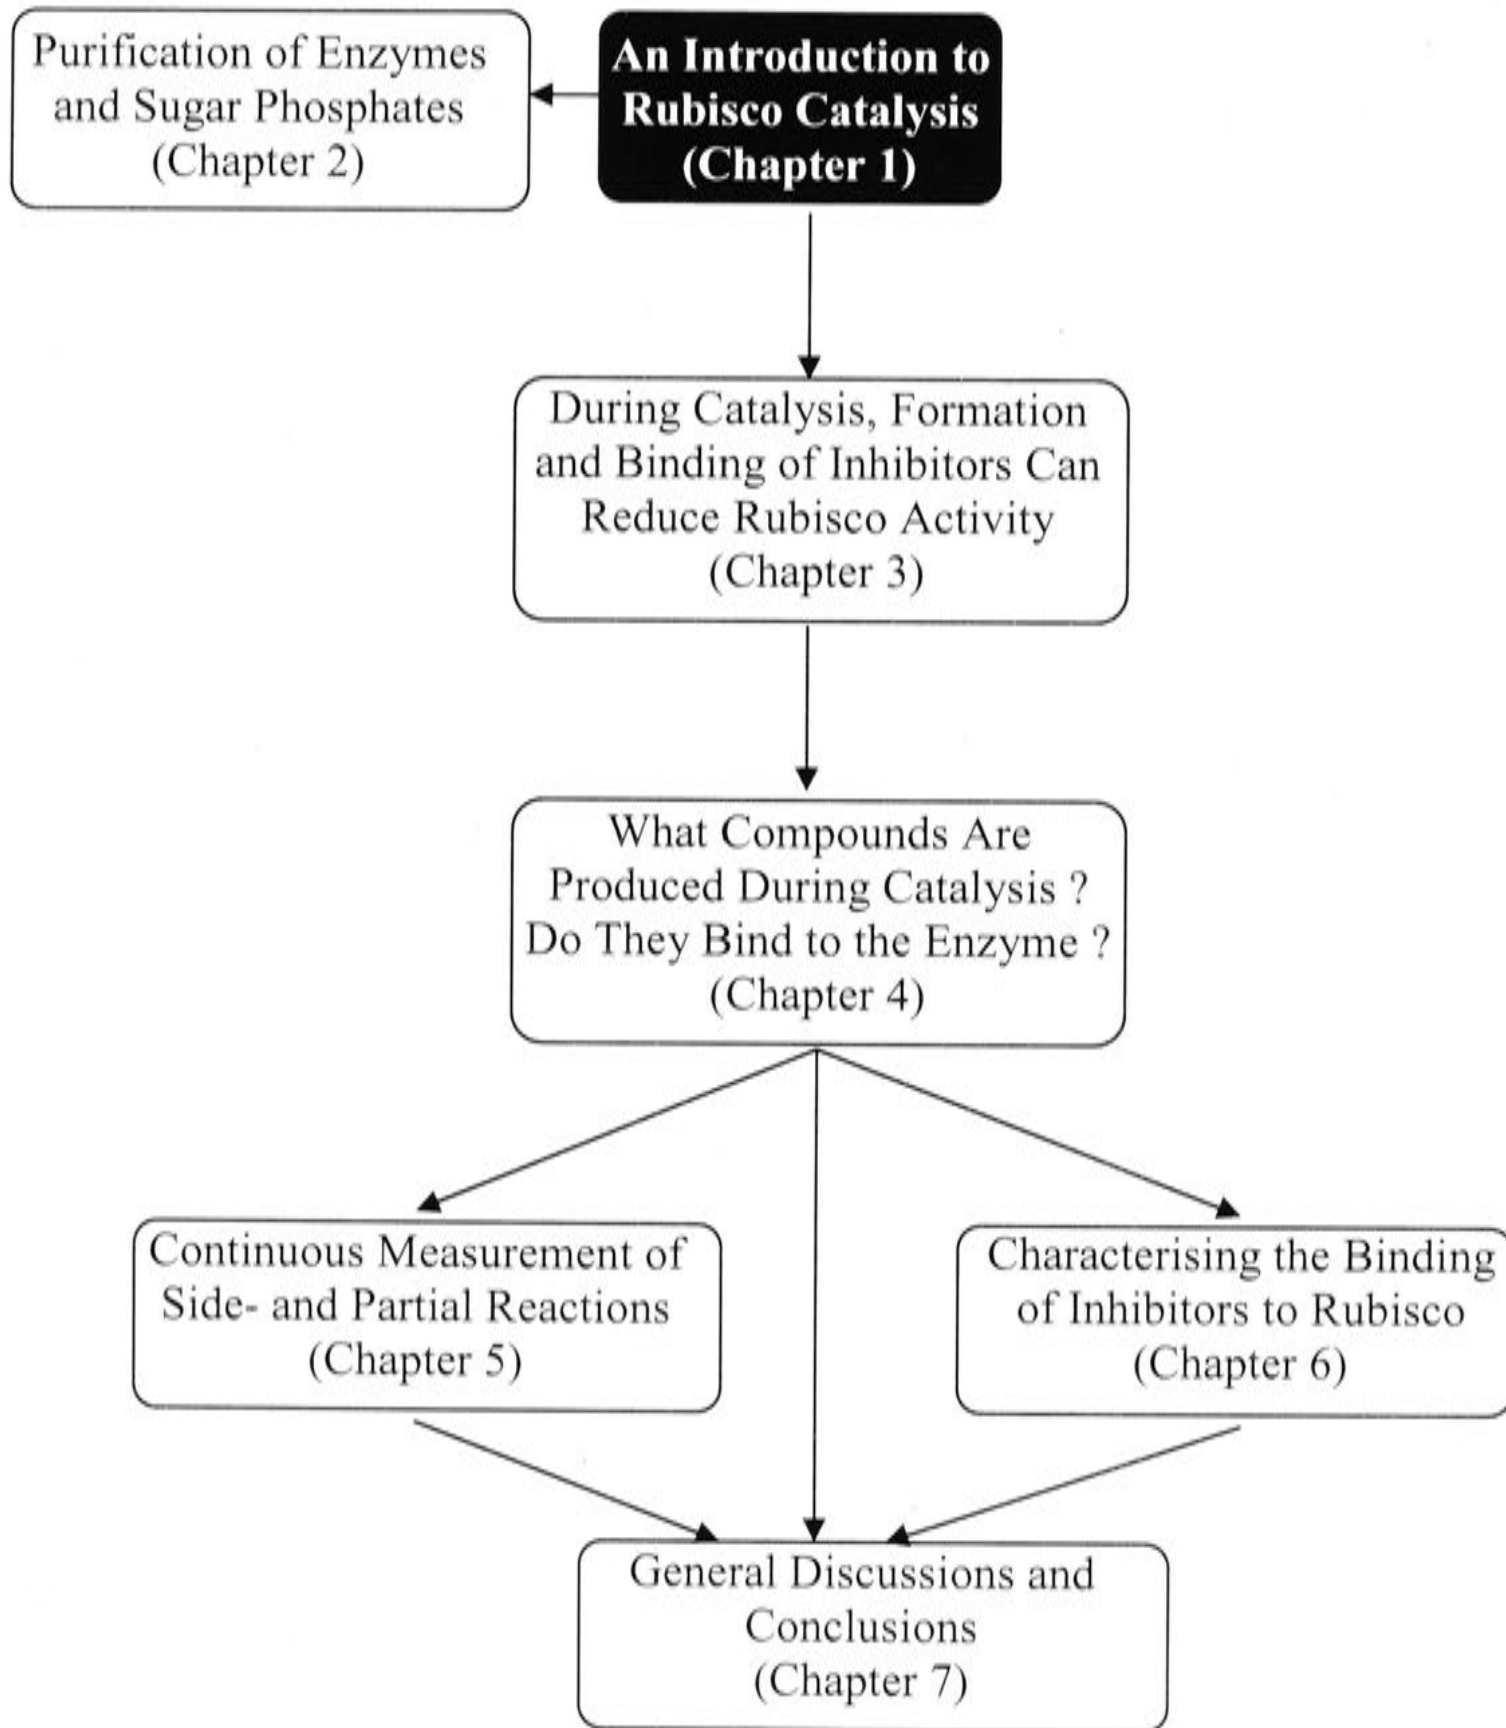 Purification of Enzymes
and Sugar Phosphates
(Chapter 2)
An Introduction to
Rubisco Catalysis
(Chapter 1)
During Catalysis, Formation
and Binding of Inhibitors Can
Reduce Rubisco Activity
(Chapter 3)
What Compounds Are
Produced During Catalysis ?
Do They Bind to the Enzyme ?
(Chapter 4)
Continuous Measurement of
Side- and Partial Reactions
(Chapter 5)
Characterising the Binding
of Inhibitors to Rubisco
(Chapter 6)
General Discussions and
Conclusions
(Chapter 7)